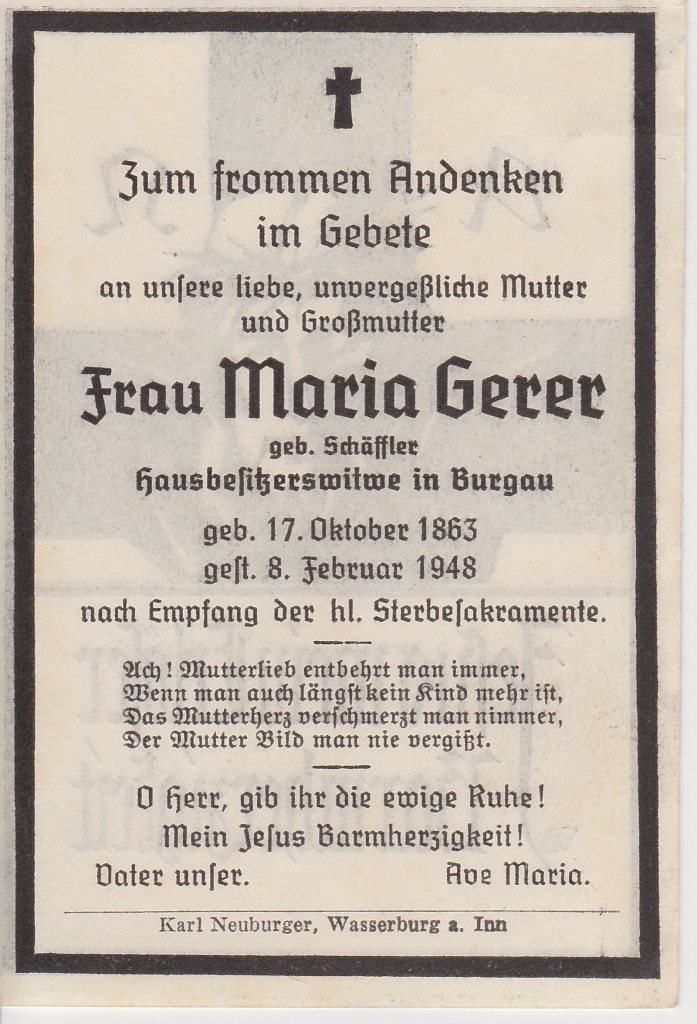 Zum frommen Andenken
im Gebete
an unsere liebe, unvergeßliche Mutter
und Großmutter
Frau Maria Gerer
geb. Schäffler
Hausbesitzerswitwe in Burgau
geb. 17. Oktober 1863
gest. 8. Februar 1948
nach Empfang der hl. Sterbesakramente.
Ach! Mutterlieb entbehrt man immer,
Wenn man auch längst kein Kind mehr ist,
Das Mutterherz verschmerzt man nimmer,
Der Mutter Bild man nie vergißt.
O Herr, gib ihr die ewige Ruhe!
Mein Jesus Barmherzigkeit!
Vater unser. Ave Maria.
Karl Neuburger, Wasserburg a. Inn